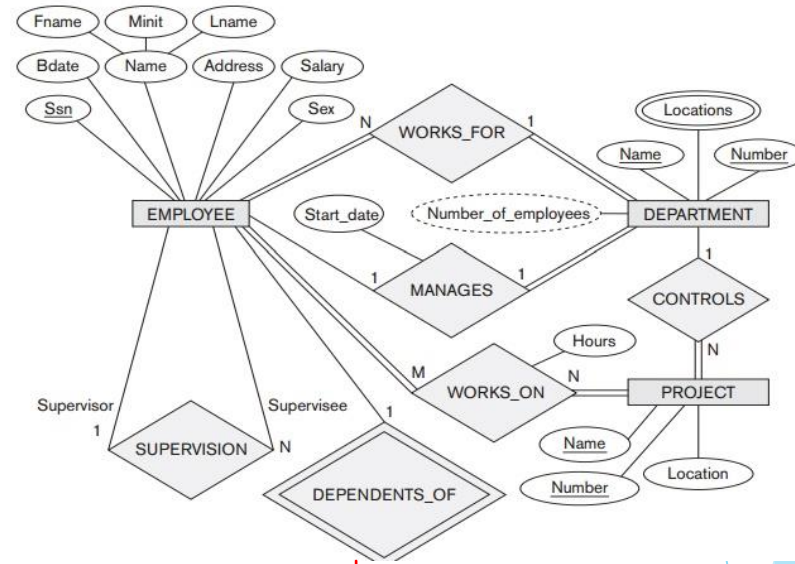 Fname
Minit
Lname
Bdate
Name
Address
Salary
Ssn
Sex
N
WORKS_FOR
1
Locations
Name
Number
EMPLOYEE
Start_date
Number_of_employees
DEPARTMENT
1
MANAGES
1
1
CONTROLS
N
Hours
M
WORKS_ON
N
PROJECT
Supervisor
Supervisee
1
SUPERVISION
N
1
Name
Number
Location
DEPENDENTS_OF